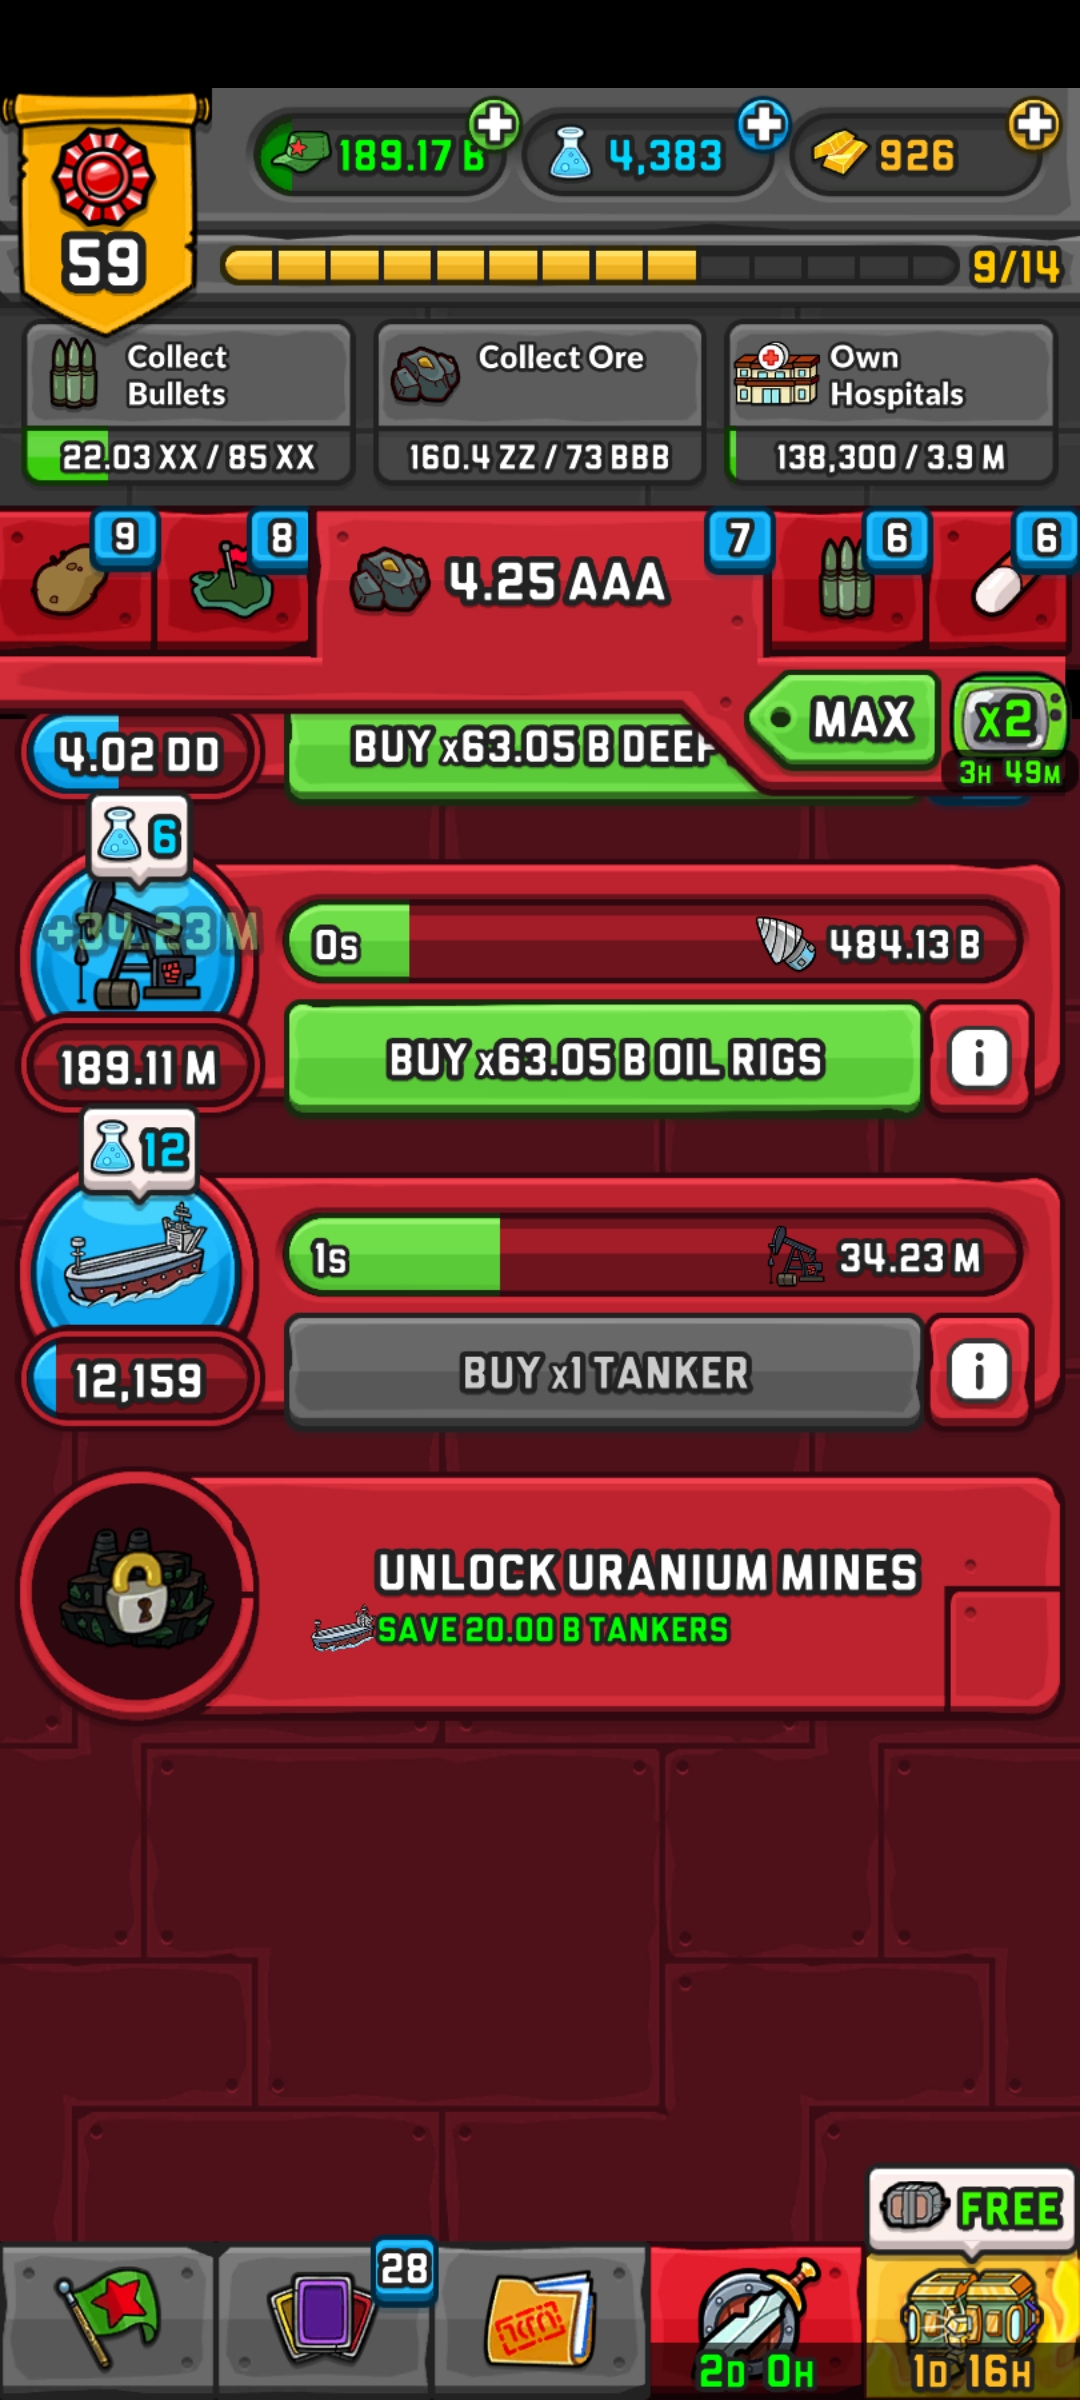 189.17 B
4,383
926
59
9/14
Collect
Bullets
22.03 XX / 85 XX
Collect Ore
160.4 ZZ / 73 BBB
Own
Hospitals
138,300 / 3.9 M
9
8
4.25 AAA
7
6
6
MAX
x2
3H 49M
4.02 DD
BUY x63.05 B DEEP
6
+34.23 M
0s
484.13 B
189.11 M
BUY x63.05 B OIL RIGS
i
12
1s
34.23 M
12,159
BUY x1 TANKER
i
UNLOCK URANIUM MINES
SAVE 20.00 B TANKERS
FREE
28
2D 0H
1D 16H